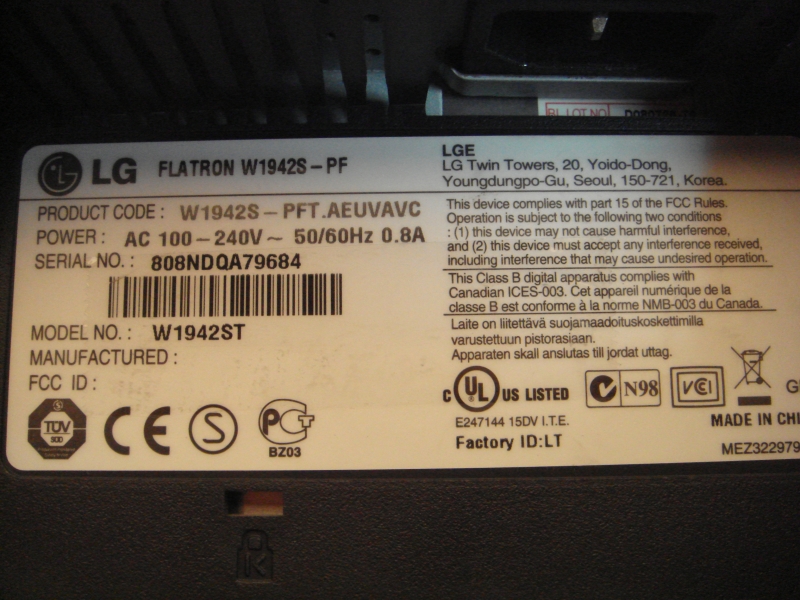 BL LOT NO
LG FLATRON W1942S-PF
PRODUCT CODE : W1942S-PFT.AEUVAVC
POWER : AC 100-240V~ 50/60Hz 0.8A
SERIAL NO. : 808NDQA79684
MODEL NO. : W1942ST
MANUFACTURED :
FCC ID :
TÜV
SÜD
CE
S
PCT
BZ03
LGE
LG Twin Towers, 20, Yoido-Dong,
Youngdungpo-Gu, Seoul, 150-721, Korea.
This device complies with part 15 of the FCC Rules.
Operation is subject to the following two conditions
: (1) this device may not cause harmful interference,
and (2) this device must accept any interference received,
including interference that may cause undesired operation.
This Class B digital apparatus complies with
Canadian ICES-003. Cet appareil numérique de la
classe B est conforme à la norme NMB-003 du Canada.
Laite on liitettävä suojamaadoituskoskettimilla
varustettuun pistorasiaan.
Apparaten skall anslutas till jordat uttag.
C UL US LISTED
N98
VCI
G
E247144 15DV I.T.E.
MADE IN CHI
Factory ID:LT
MEZ322979
K